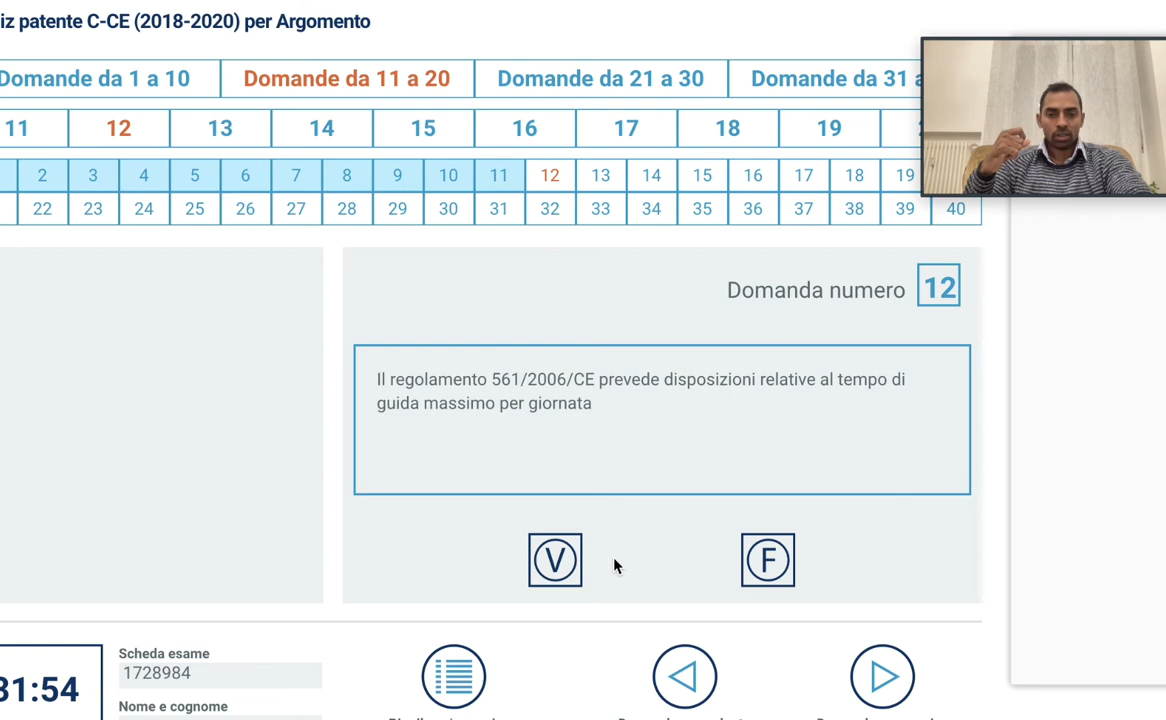 iz patente C-CE (2018-2020) per Argomento
Domande da 1 a 10 Domande da 11 a 20 Domande da 21 a 30 Domande da 31 a
11 12 13 14 15 16 17 18 19
2 3 4 5 6 7 8 9 10 11 12 13 14 15 16 17 18 19
22 23 24 25 26 27 28 29 30 31 32 33 34 35 36 37 38 39 40
Domanda numero 12
Il regolamento 561/2006/CE prevede disposizioni relative al tempo di
guida massimo per giornata
V F
31:54
Scheda esame
1728984
Nome e cognome